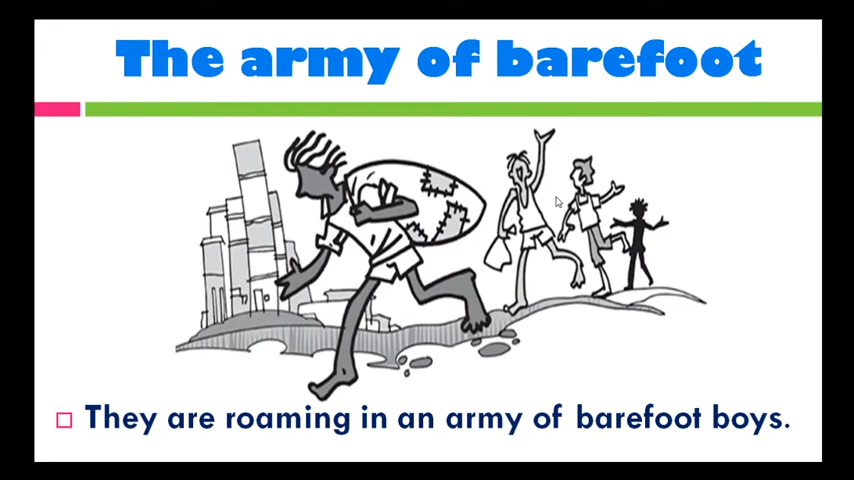 The army of barefoot
They are roaming in an army of barefoot boys.